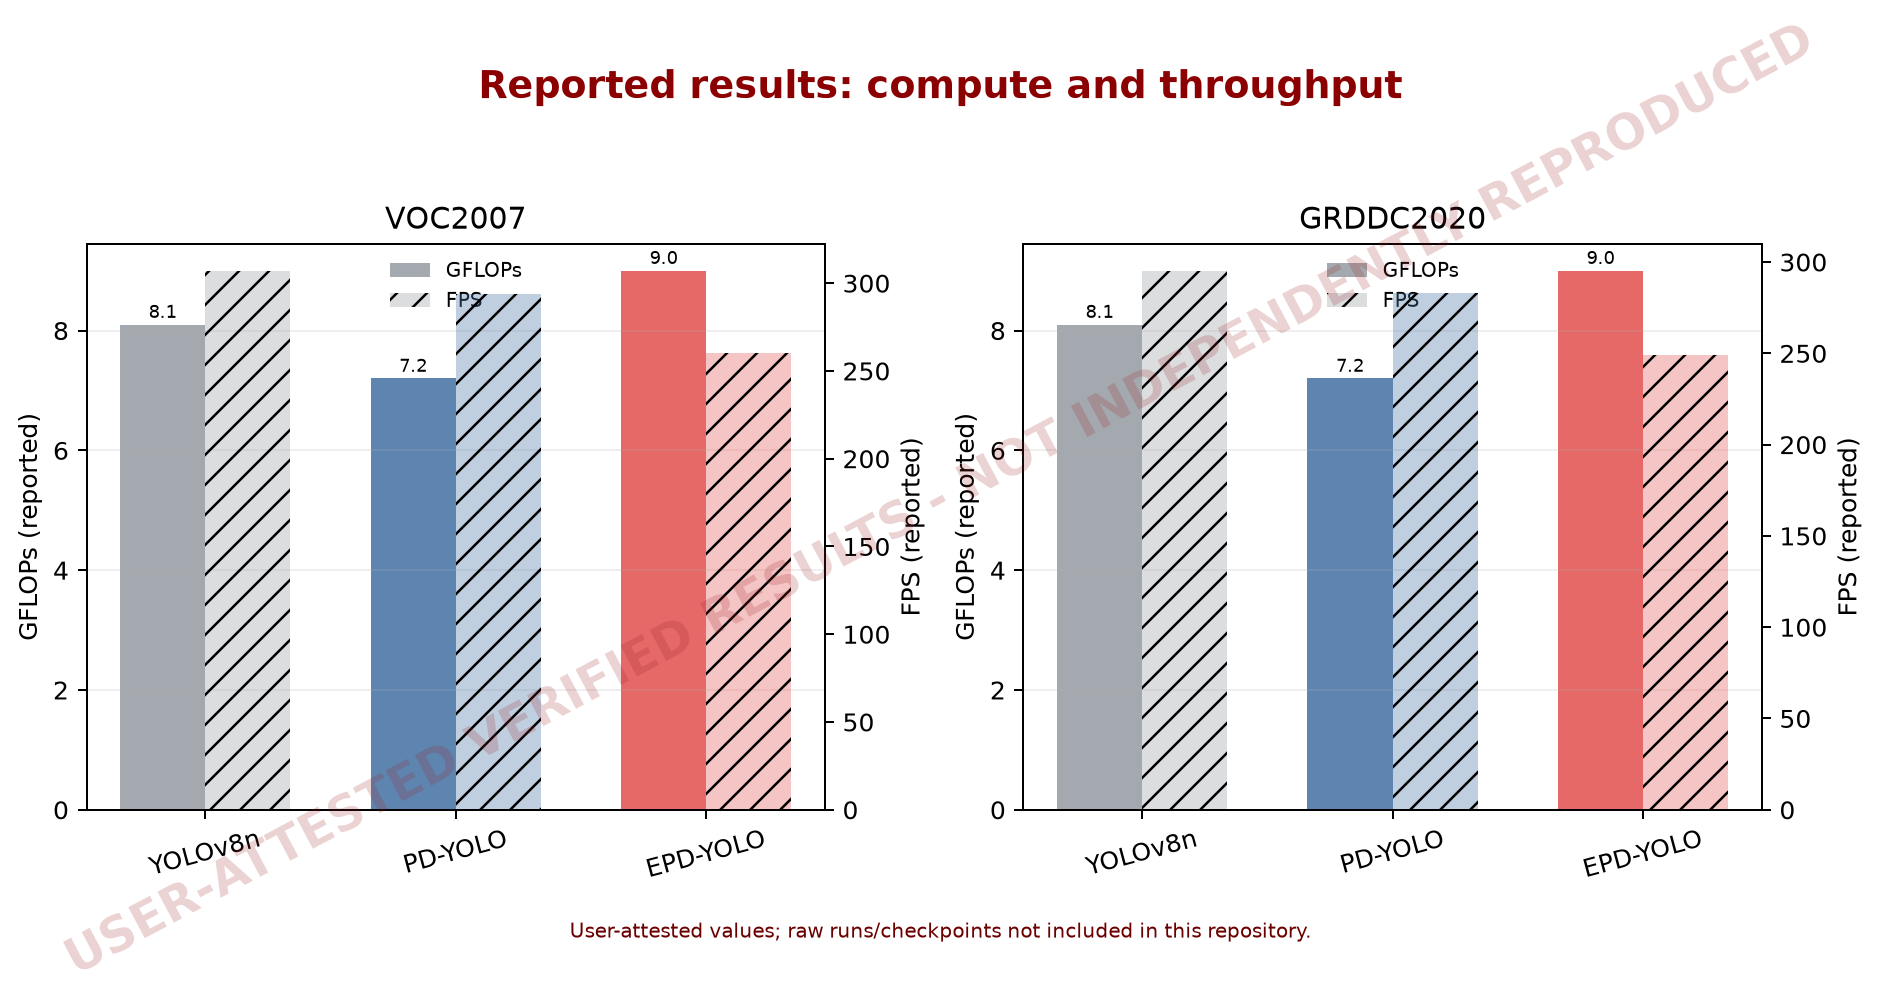 Reported results: compute and throughput
USER-ATTESTED VERIFIED RESULTS - NOT INDEPENDENTLY REPRODUCED
VOC2007
GFLOPs
FPS
8.1
7.2
9.0
GFLOPs (reported)
8
6
4
2
0
FPS (reported)
300
250
200
150
100
50
0
YOLOv8n
PD-YOLO
EPD-YOLO
GRDDC2020
GFLOPs
FPS
8.1
7.2
9.0
GFLOPs (reported)
8
6
4
2
0
FPS (reported)
300
250
200
150
100
50
0
YOLOv8n
PD-YOLO
EPD-YOLO
User-attested values; raw runs/checkpoints not included in this repository.